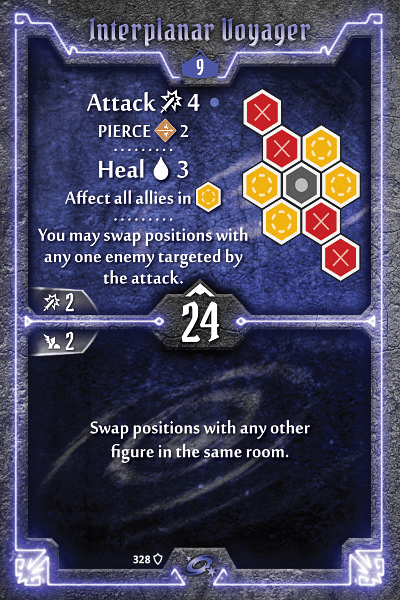 Interplanar Voyager
9
Attack 4
PIERCE 2
Heal 3
Affect all allies in
You may swap positions with
any one enemy targeted by
the attack.
2
24
2
Swap positions with any other
figure in the same room.
328